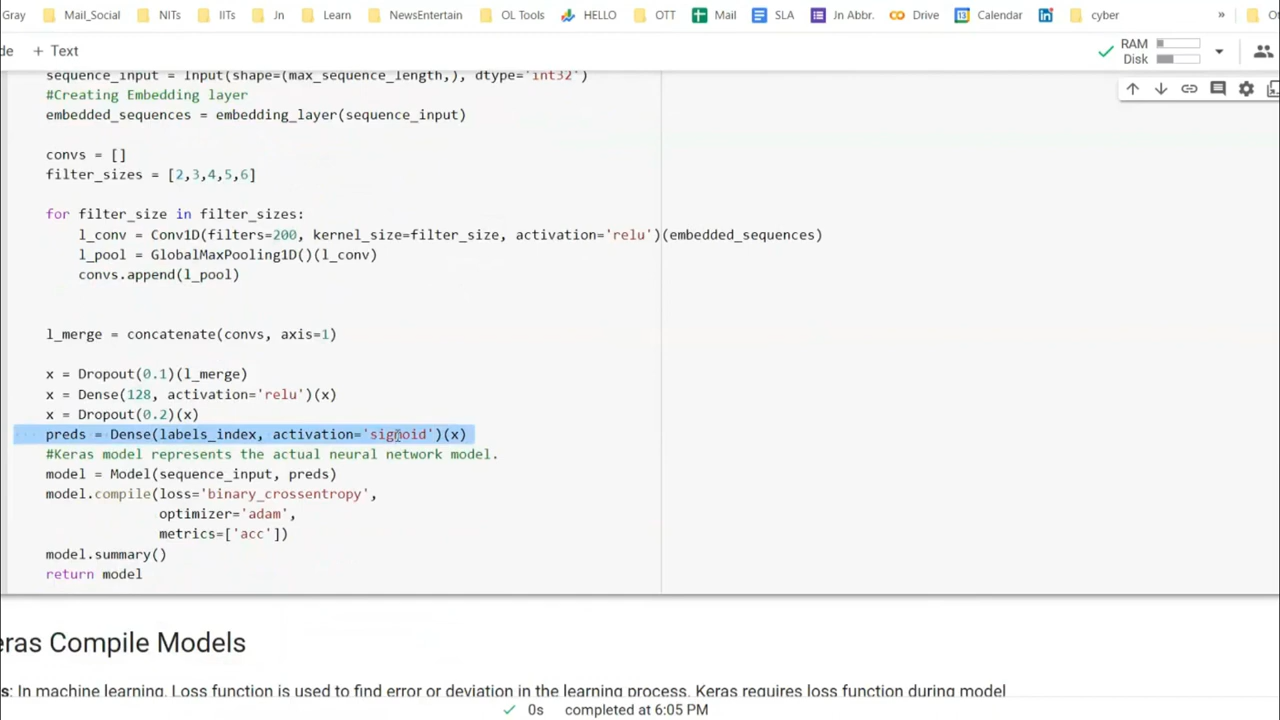 Gray Mail_Social NITs IITs Jn Learn NewsEntertain OL Tools HELLO OTT Mail SLA Jn Abbr. Drive 13 Calendar in cyber »
de + Text
RAM
Disk
sequence_input = Input(shape=(max_sequence_length,), dtype='int32')
#Creating Embedding layer
embedded_sequences = embedding_layer(sequence_input)
convs = []
filter_sizes = [2,3,4,5,6]
for filter_size in filter_sizes:
l_conv = Conv1D(filters=200, kernel_size=filter_size, activation='relu')(embedded_sequences)
l_pool = GlobalMaxPooling1D()(l_conv)
convs.append(l_pool)
l_merge = concatenate(convs, axis=1)
x = Dropout(0.1)(l_merge)
x = Dense(128, activation='relu')(x)
x = Dropout(0.2)(x)
preds = Dense(labels_index, activation='sigmoid')(x)
#Keras model represents the actual neural network model.
model = Model(sequence_input, preds)
model.compile(loss='binary_crossentropy',
optimizer='adam',
metrics=['acc'])
model.summary()
return model
eras Compile Models
s: In machine learning, Loss function is used to find error or deviation in the learning process. Keras requires loss function during model
0s completed at 6:05 PM